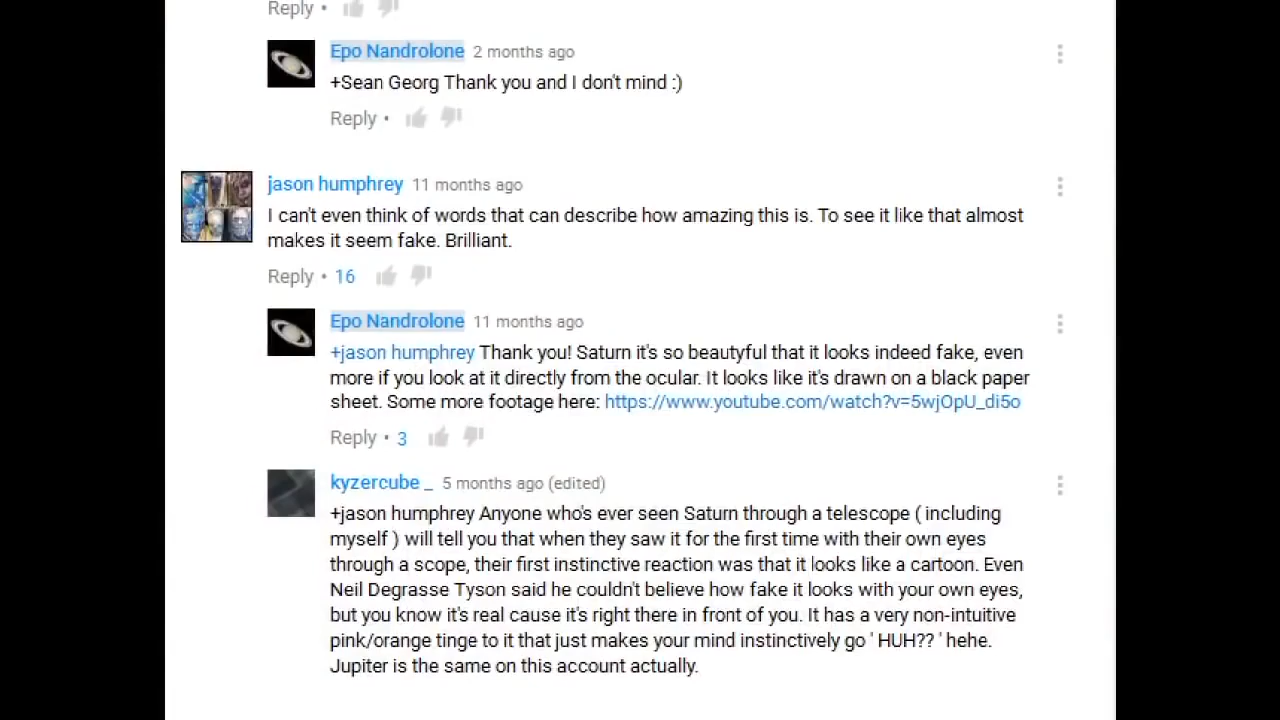 Reply •
Epo Nandrolone 2 months ago
+Sean Georg Thank you and I don't mind :)
Reply •
jason humphrey 11 months ago
I can't even think of words that can describe how amazing this is. To see it like that almost
makes it seem fake. Brilliant.
Reply • 16
Epo Nandrolone 11 months ago
+jason humphrey Thank you! Saturn it's so beautyful that it looks indeed fake, even
more if you look at it directly from the ocular. It looks like it's drawn on a black paper
sheet. Some more footage here: https://www.youtube.com/watch?v=5wjOpU_di5o
Reply • 3
kyzercube _ 5 months ago (edited)
+jason humphrey Anyone who's ever seen Saturn through a telescope ( including
myself ) will tell you that when they saw it for the first time with their own eyes
through a scope, their first instinctive reaction was that it looks like a cartoon. Even
Neil Degrasse Tyson said he couldn't believe how fake it looks with your own eyes,
but you know it's real cause it's right there in front of you. It has a very non-intuitive
pink/orange tinge to it that just makes your mind instinctively go ' HUH?? ' hehe.
Jupiter is the same on this account actually.